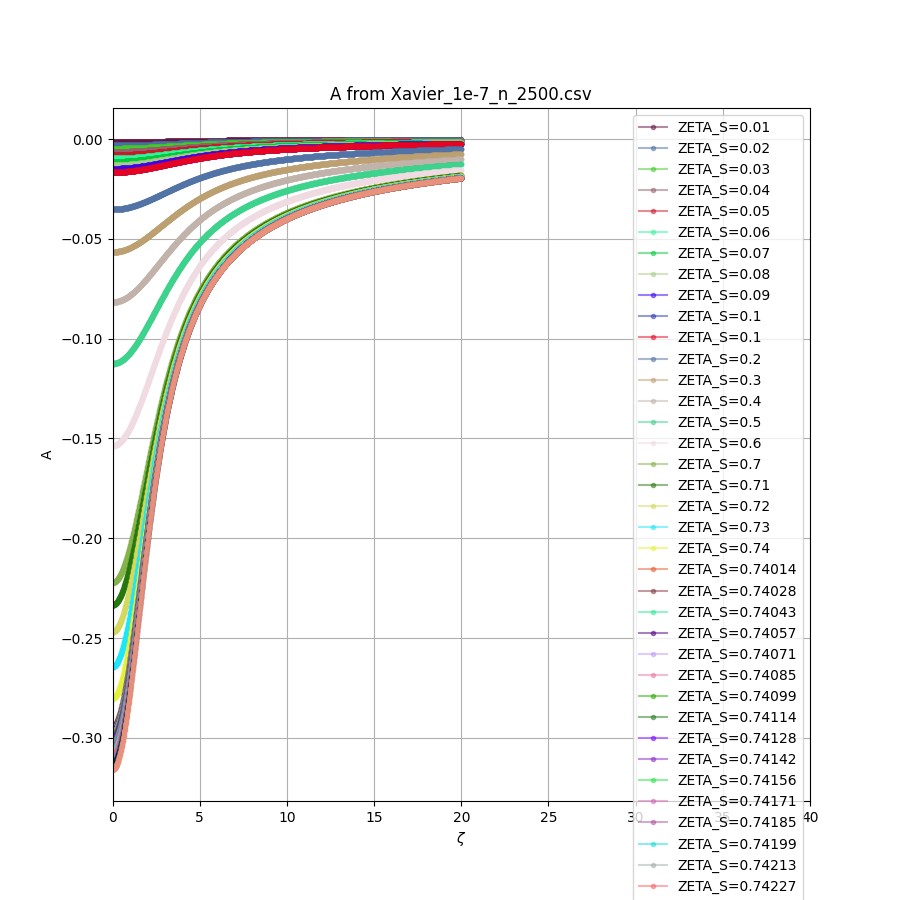 A from Xavier_1e-7_n_2500.csv
0.00
−0.05
−0.10
−0.15
−0.20
−0.25
−0.30
A
0 5 10 15 20 25 30 35 40
ζ
ZETA_S=0.01
ZETA_S=0.02
ZETA_S=0.03
ZETA_S=0.04
ZETA_S=0.05
ZETA_S=0.06
ZETA_S=0.07
ZETA_S=0.08
ZETA_S=0.09
ZETA_S=0.1
ZETA_S=0.1
ZETA_S=0.2
ZETA_S=0.3
ZETA_S=0.4
ZETA_S=0.5
ZETA_S=0.6
ZETA_S=0.7
ZETA_S=0.71
ZETA_S=0.72
ZETA_S=0.73
ZETA_S=0.74
ZETA_S=0.74014
ZETA_S=0.74028
ZETA_S=0.74043
ZETA_S=0.74057
ZETA_S=0.74071
ZETA_S=0.74085
ZETA_S=0.74099
ZETA_S=0.74114
ZETA_S=0.74128
ZETA_S=0.74142
ZETA_S=0.74156
ZETA_S=0.74171
ZETA_S=0.74185
ZETA_S=0.74199
ZETA_S=0.74213
ZETA_S=0.74227